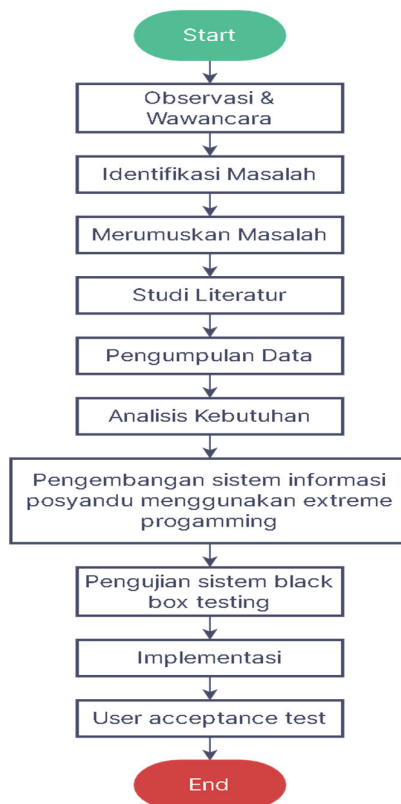 Start
Observasi &
Wawancara
Identifikasi Masalah
Merumuskan Masalah
Studi Literatur
Pengumpulan Data
Analisis Kebutuhan
Pengembangan sistem informasi
posyandu menggunakan extreme
progamming
Pengujian sistem black
box testing
Implementasi
User acceptance test
End